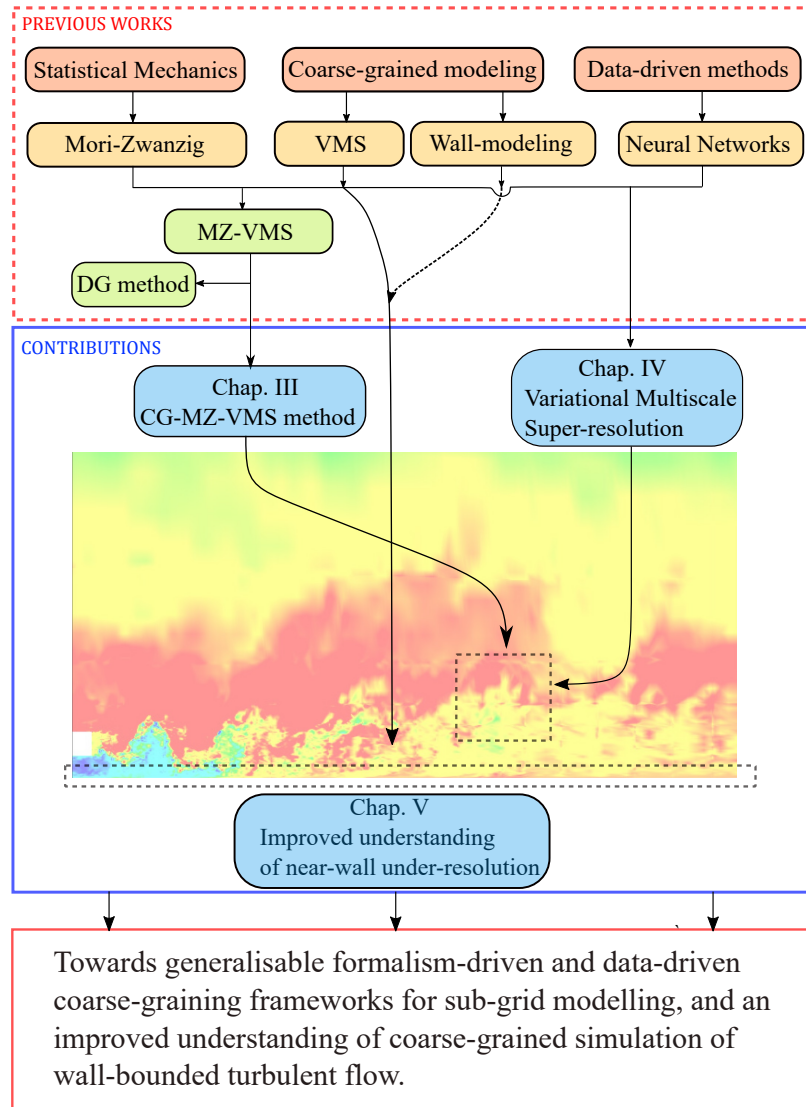 PREVIOUS WORKS
Statistical Mechanics
Coarse-grained modeling
Data-driven methods
Mori-Zwanzig
VMS
Wall-modeling
Neural Networks
MZ-VMS
DG method
CONTRIBUTIONS
Chap. III
CG-MZ-VMS method
Chap. IV
Variational Multiscale
Super-resolution
Chap. V
Improved understanding
of near-wall under-resolution
Towards generalisable formalism-driven and data-driven
coarse-graining frameworks for sub-grid modelling, and an
improved understanding of coarse-grained simulation of
wall-bounded turbulent flow.